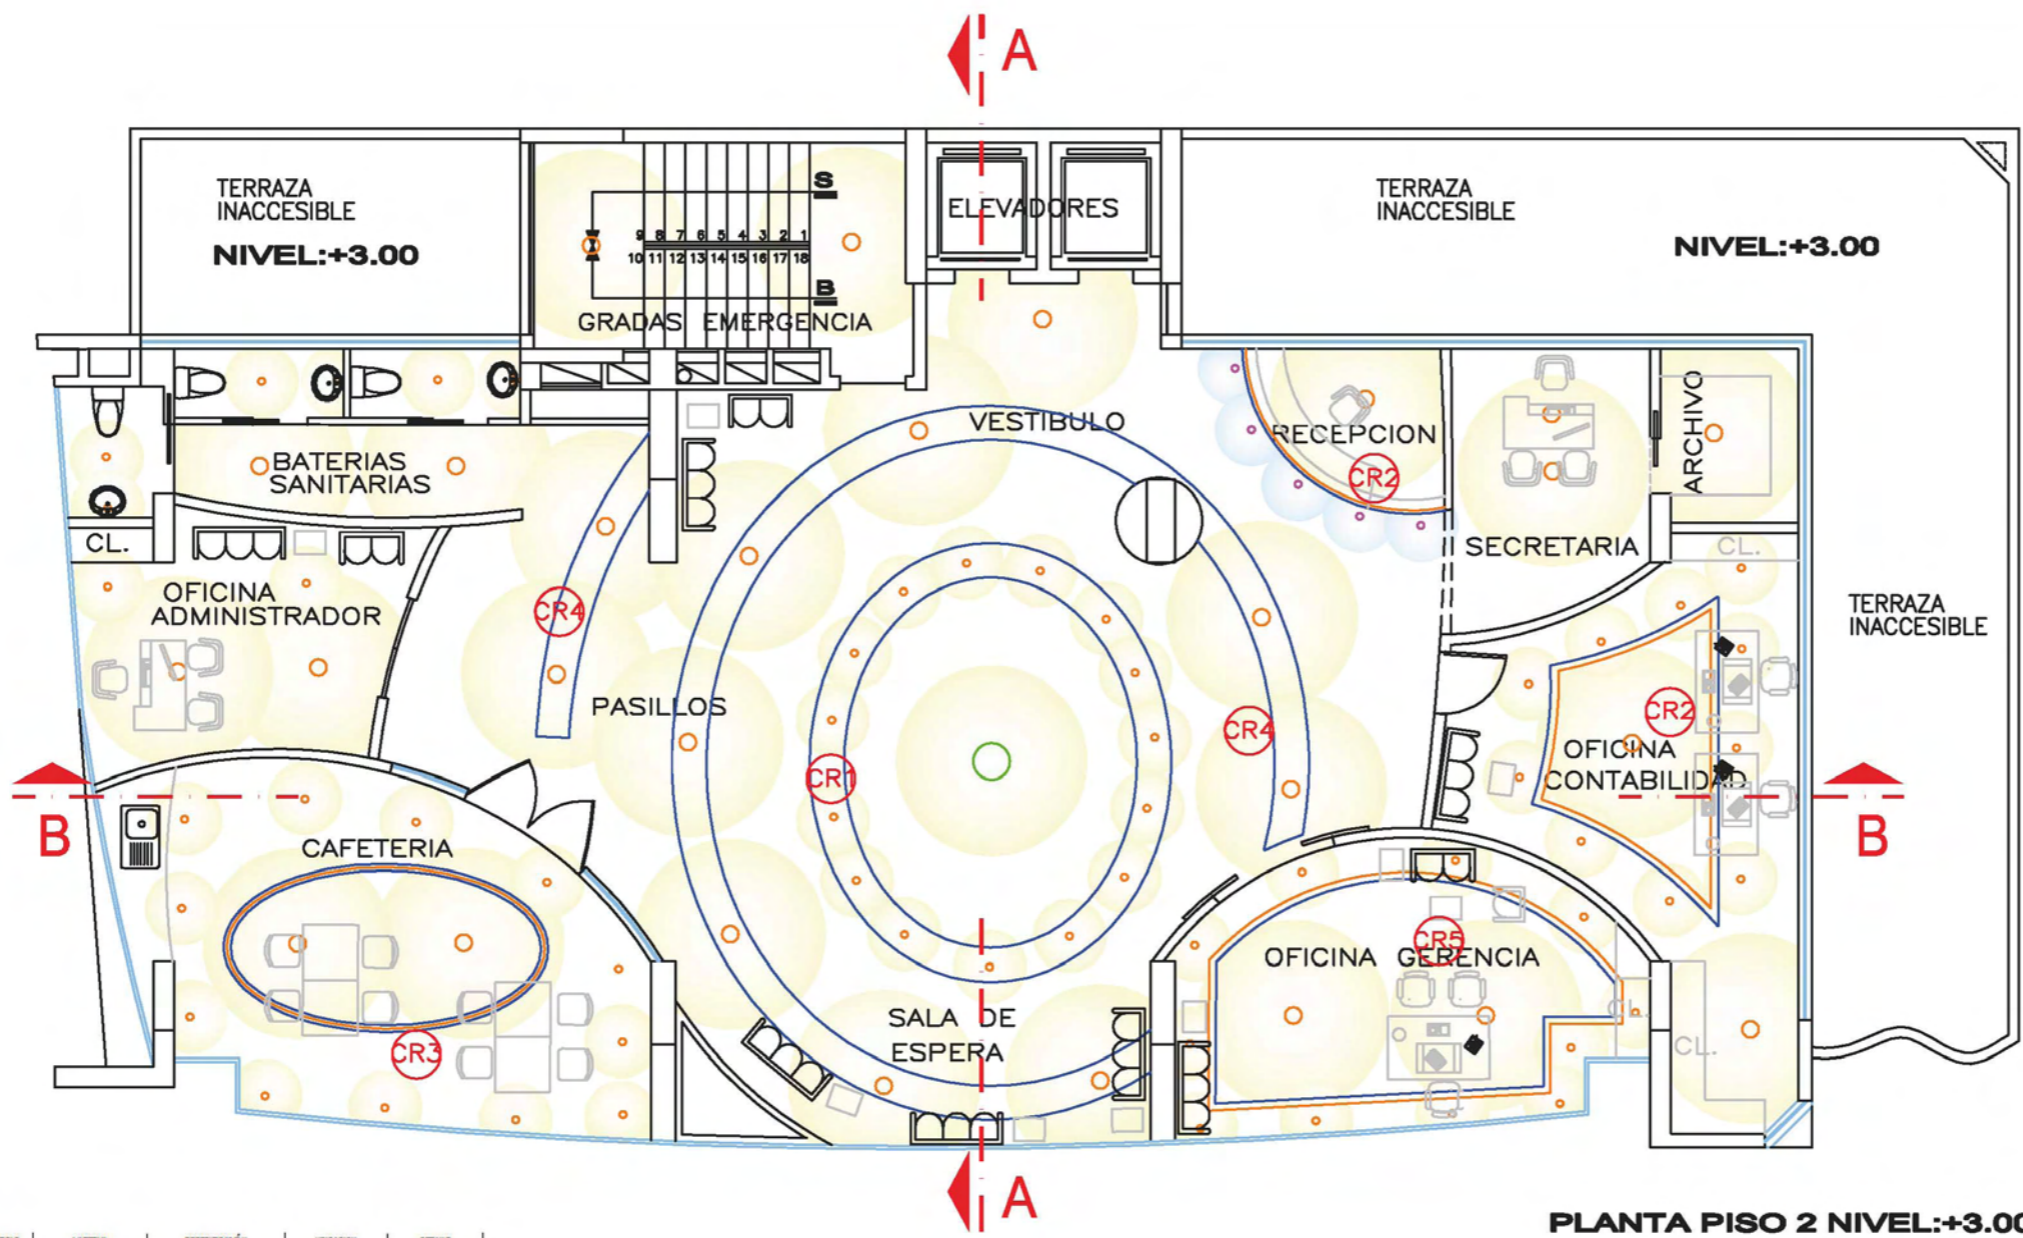 A
TERRAZA
INACCESIBLE
NIVEL:+3.00
S
9 8 7 6 5 4 3 2 1
10 11 12 13 14 15 16 17 18
B
GRADAS EMERGENCIA
ELEVADORES
TERRAZA
INACCESIBLE
NIVEL:+3.00
VESTIBULO
RECEPCION
CR2
ARCHIVO
BATERIAS
SANITARIAS
CL.
OFICINA
ADMINISTRADOR
CR4
SECRETARIA
CL.
TERRAZA
INACCESIBLE
PASILLOS
CR4
CR2
OFICINA
CONTABILIDAD
CR1
B
B
CAFETERIA
CR3
SALA DE
ESPERA
OFICINA GERENCIA
CR5
CL.
CL.
A
PLANTA PISO 2 NIVEL:+3.00